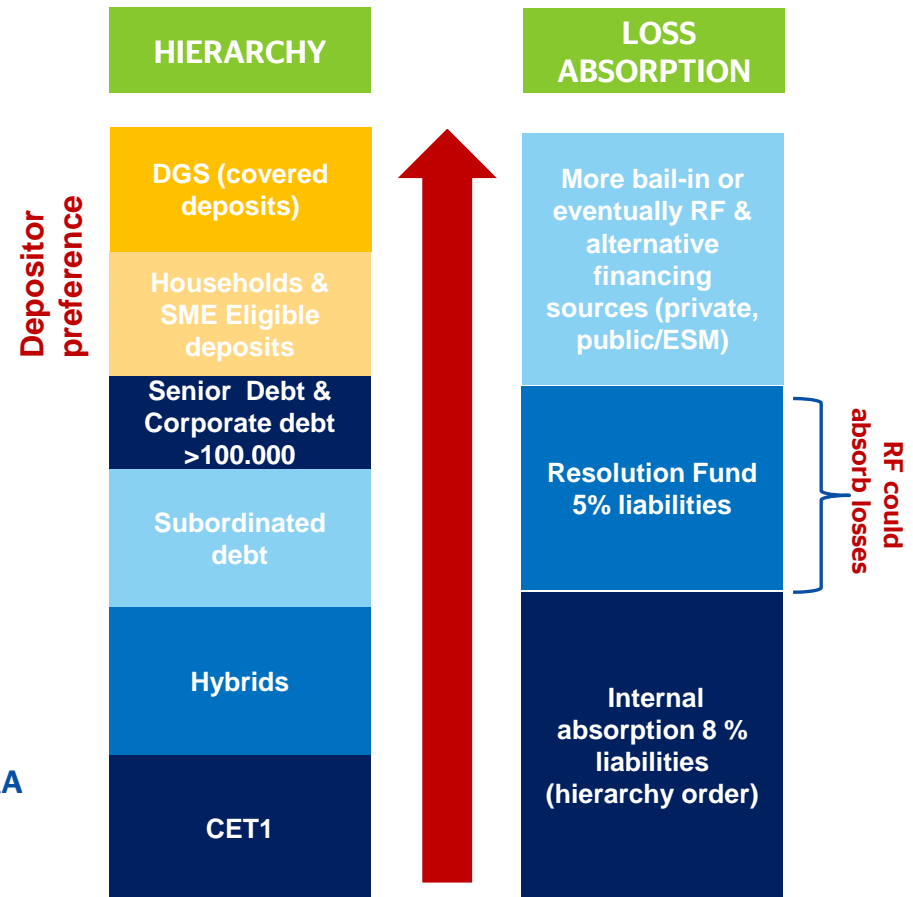 HIERARCHY
LOSS
ABSORPTION
Depositor
preference
DGS (covered
deposits)
Households &
SME Eligible
deposits
Senior Debt &
Corporate debt
>100.000
Subordinated
debt
Hybrids
CET1
More bail-in or
eventually RF &
alternative
financing
sources (private,
public/ESM)
Resolution Fund
5% liabilities
Internal
absorption 8 %
liabilities
(hierarchy order)
RF could
absorb losses